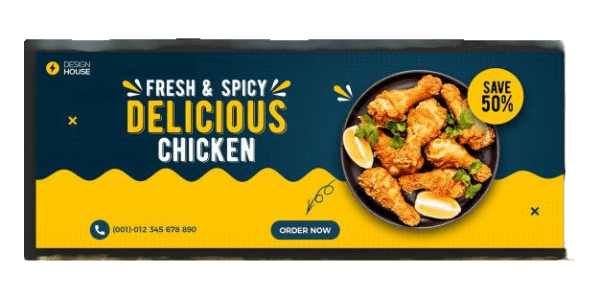 DESIGN
HOUSE
FRESH & SPICY
DELICIOUS
CHICKEN
SAVE
50%
(001)-012 345 678 890
ORDER NOW